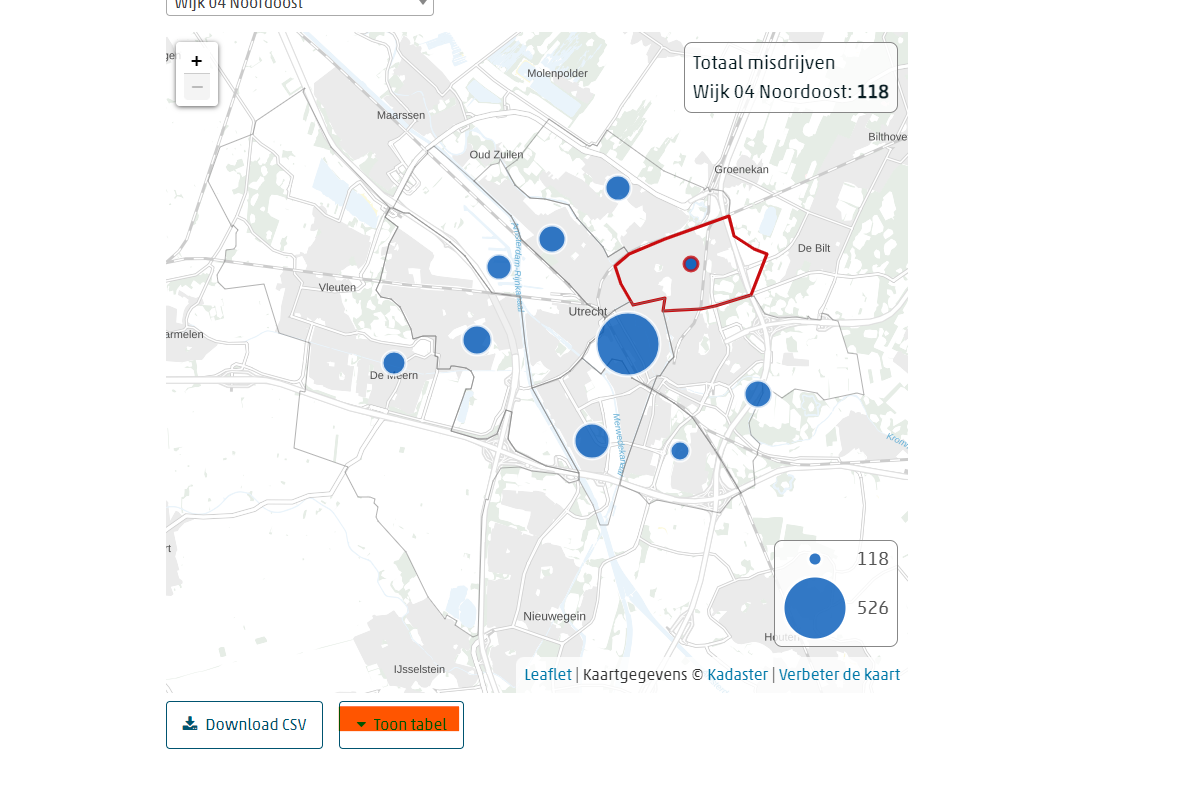 Wijk 04 Noordoost
+
−
Totaal misdrijven
Wijk 04 Noordoost: 118
Molenpolder
Maarssen
Bilthove
Oud Zuilen
Groenekan
De Bilt
Amsterdam-Rijnkanaal
Vleuten
Utrecht
armelen
De Meern
Merwedekanaal
Krom
118
526
Nieuwegein
Houten
IJsselstein
Leaflet | Kaartgegevens © Kadaster | Verbeter de kaart
Download CSV
Toon tabel